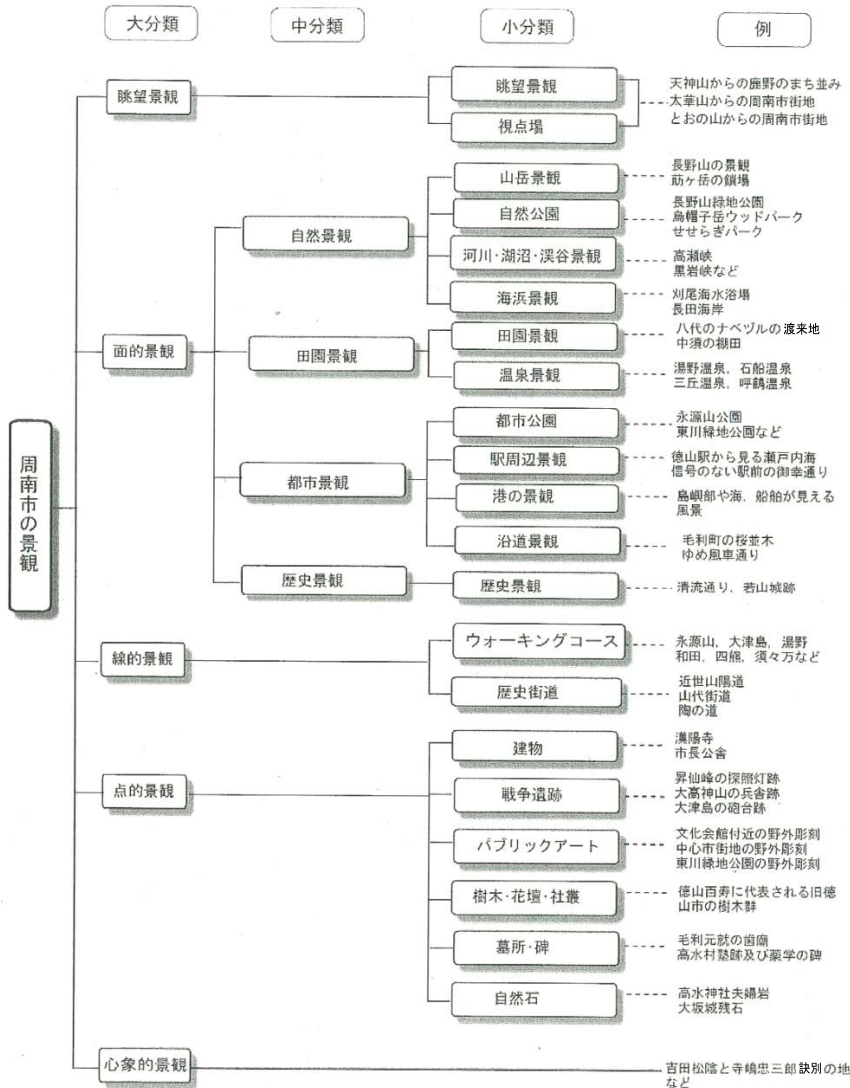 大分類
中分類
小分類
例
周南市の景観
眺望景観
眺望景観
視点場
天神山からの鹿野のまち並み
太華山からの周南市街地
とおの山からの周南市街地
面的景観
自然景観
山岳景観
長野山の景観
莇ヶ岳の鎖場
自然公園
長野山緑地公園
烏帽子岳ウッドパーク
せせらぎパーク
河川・湖沼・渓谷景観
高瀬峡
黒岩峡など
海浜景観
刈尾海水浴場
長田海岸
田園景観
田園景観
八代のナベヅルの渡来地
中須の棚田
温泉景観
湯野温泉，石船温泉
三丘温泉，呼鶴温泉
都市景観
都市公園
永源山公園
東川緑地公園など
駅周辺景観
徳山駅から見る瀬戸内海
信号のない駅前の御幸通り
港の景観
島嶼部や海，船舶が見える
風景
沿道景観
毛利町の桜並木
ゆめ風車通り
歴史景観
歴史景観
清流通り，若山城跡
線的景観
ウォーキングコース
永源山，大津島，湯野
和田，四熊，須々万など
歴史街道
近世山陽道
山代街道
陶の道
点的景観
建物
漢陽寺
市長公舎
戦争遺跡
昇仙峰の探照灯跡
大高神山の兵舎跡
大津島の砲台跡
パブリックアート
文化会館付近の野外彫刻
中心市街地の野外彫刻
東川緑地公園の野外彫刻
樹木・花壇・社叢
徳山百寿に代表される旧徳
山市の樹木群
墓所・碑
毛利元就の歯廟
高水村塾跡及び薬学の碑
自然石
高水神社夫婦岩
大坂城残石
心象的景観
吉田松陰と寺嶋忠三郎訣別の地
など